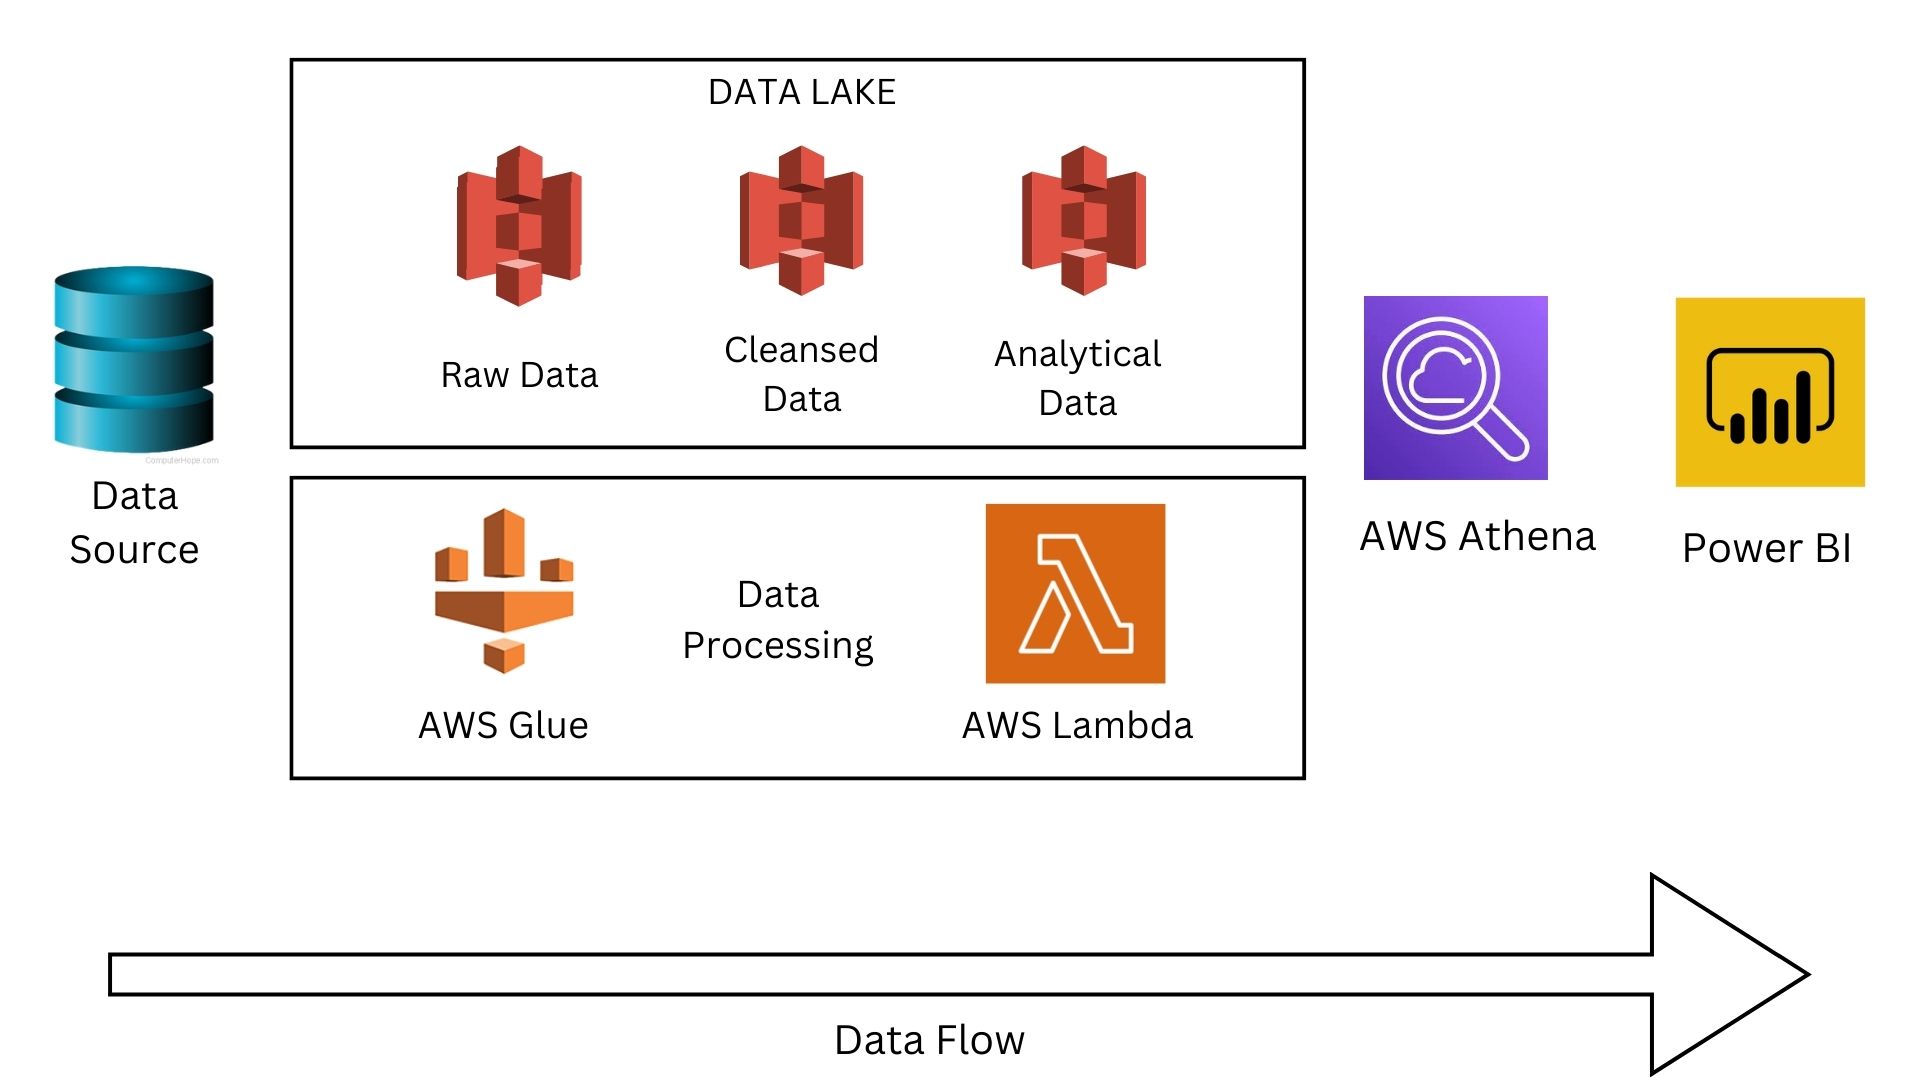 DATA LAKE
Raw Data
Cleansed
Data
Analytical
Data
ComputerHope.com
Data
Source
AWS Athena
Power BI
Data
Processing
AWS Glue
AWS Lambda
Data Flow